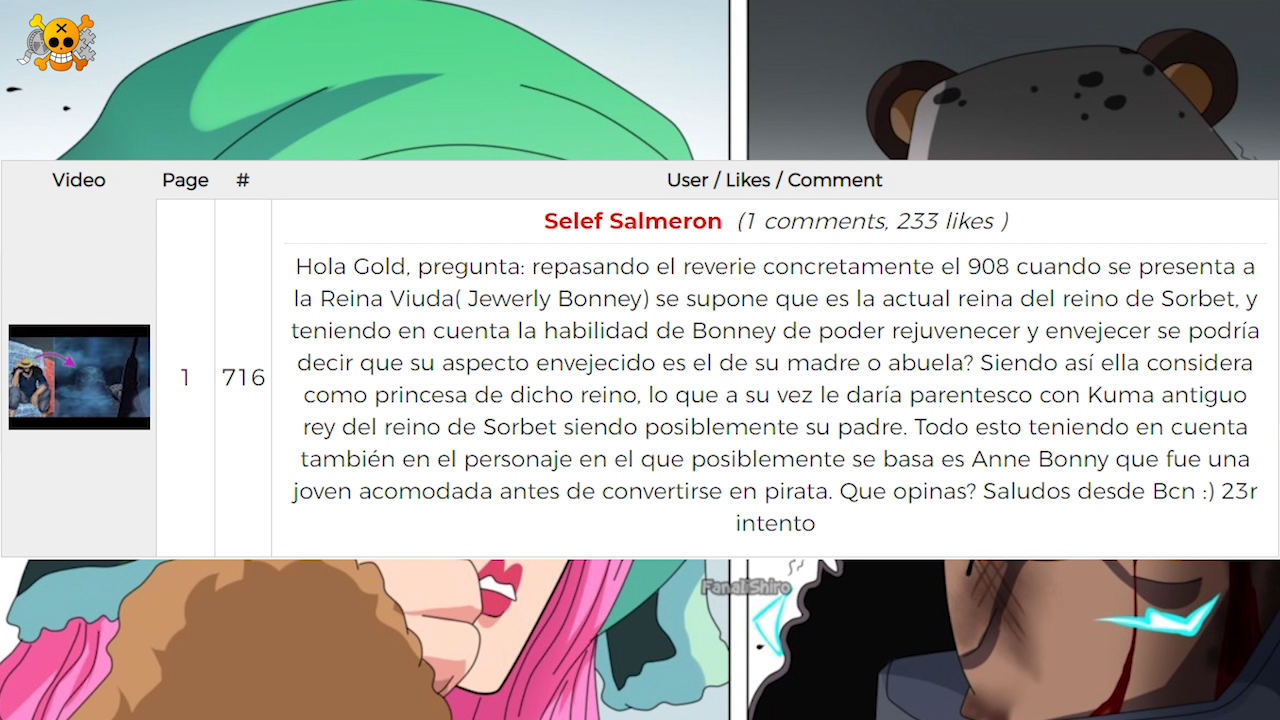 Video Page # User / Likes / Comment
Selef Salmeron (1 comments, 233 likes )
Hola Gold, pregunta: repasando el reverie concretamente el 908 cuando se presenta a
la Reina Viuda( Jewerly Bonney) se supone que es la actual reina del reino de Sorbet, y
teniendo en cuenta la habilidad de Bonney de poder rejuvenecer y envejecer se podría
decir que su aspecto envejecido es el de su madre o abuela? Siendo así ella considera
1 716
como princesa de dicho reino, lo que a su vez le daría parentesco con Kuma antiguo
rey del reino de Sorbet siendo posiblemente su padre. Todo esto teniendo en cuenta
también en el personaje en el que posiblemente se basa es Anne Bonny que fue una
joven acomodada antes de convertirse en pirata. Que opinas? Saludos desde Bcn :) 23r
intento
FanaliShiro